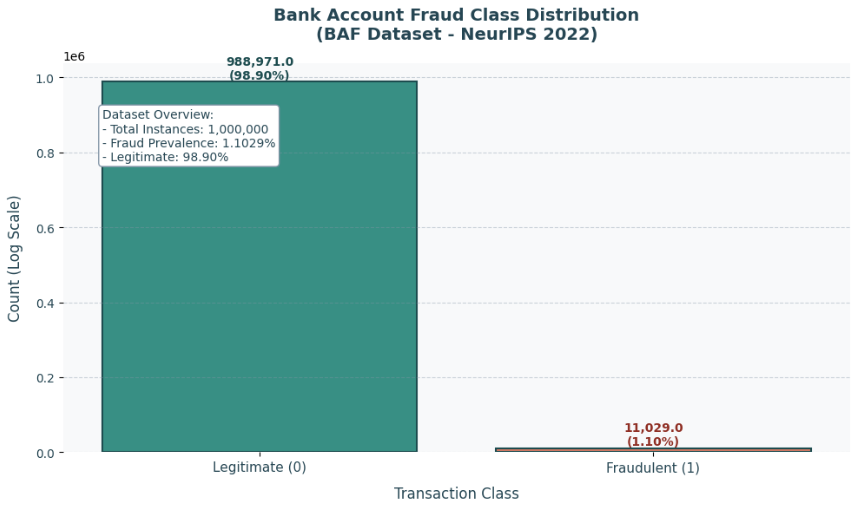 Bank Account Fraud Class Distribution
(BAF Dataset - NeurIPS 2022)
1e6
988,971.0
(98.90%)
1.0
Dataset Overview:
- Total Instances: 1,000,000
- Fraud Prevalence: 1.1029%
- Legitimate: 98.90%
0.8
0.6
0.4
0.2
0.0
Count (Log Scale)
11,029.0
(1.10%)
Legitimate (0)
Fraudulent (1)
Transaction Class